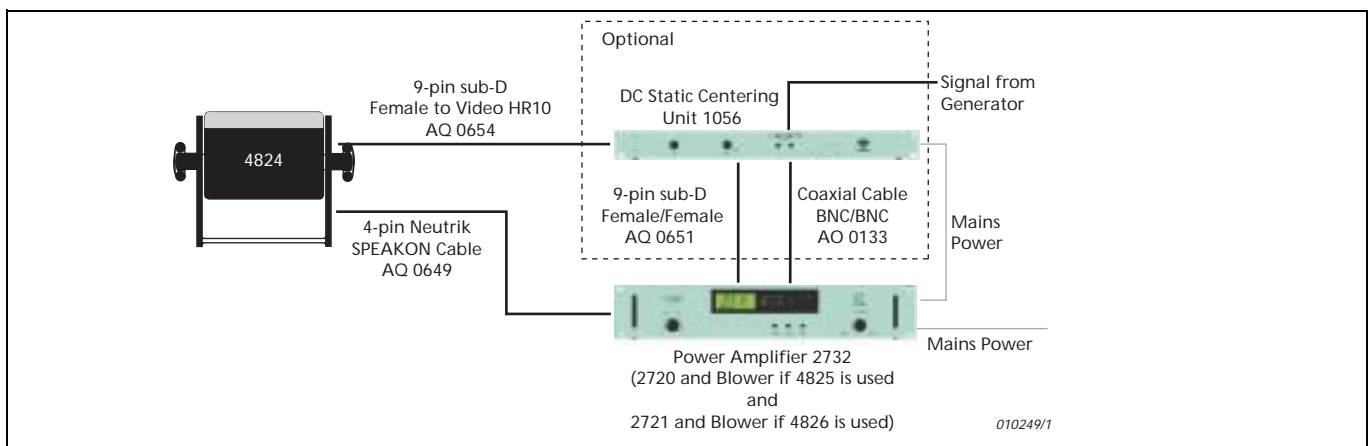 Optional
9-pin sub-D
Female to Video HR10
AQ 0654
DC Static Centering
Unit 1056
Signal from
Generator
4824
9-pin sub-D
Female/Female
AQ 0651
Coaxial Cable
BNC/BNC
AO 0133
Mains
Power
4-pin Neutrik
SPEAKON Cable
AQ 0649
Mains Power
Power Amplifier 2732
(2720 and Blower if 4825 is used
and
2721 and Blower if 4826 is used)
010249/1